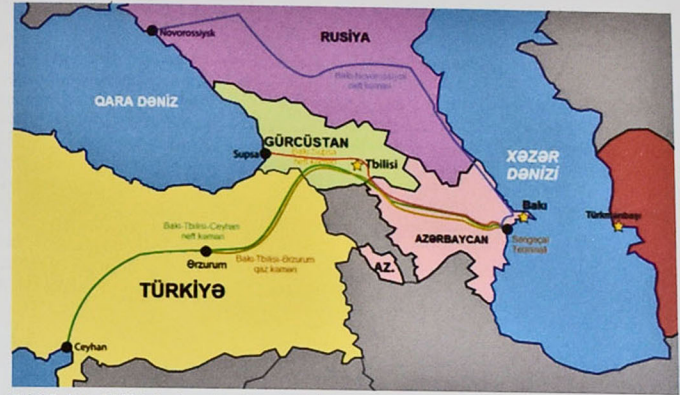 Novorossiysk
RUSİYA
Bakı-Novorossiysk
neft kəməri
QARA DƏNİZ
GÜRCÜSTAN
Supsa
Tbilisi
XƏZƏR
DƏNİZİ
Bakı
Türkmənbaşı
Səngəçal
Terminalı
AZƏRBAYCAN
AZ.
Bakı-Tbilisi-Ceyhan
neft kəməri
Bakı-Tbilisi-Ərzurum
qaz kəməri
Ərzurum
TÜRKİYƏ
Ceyhan